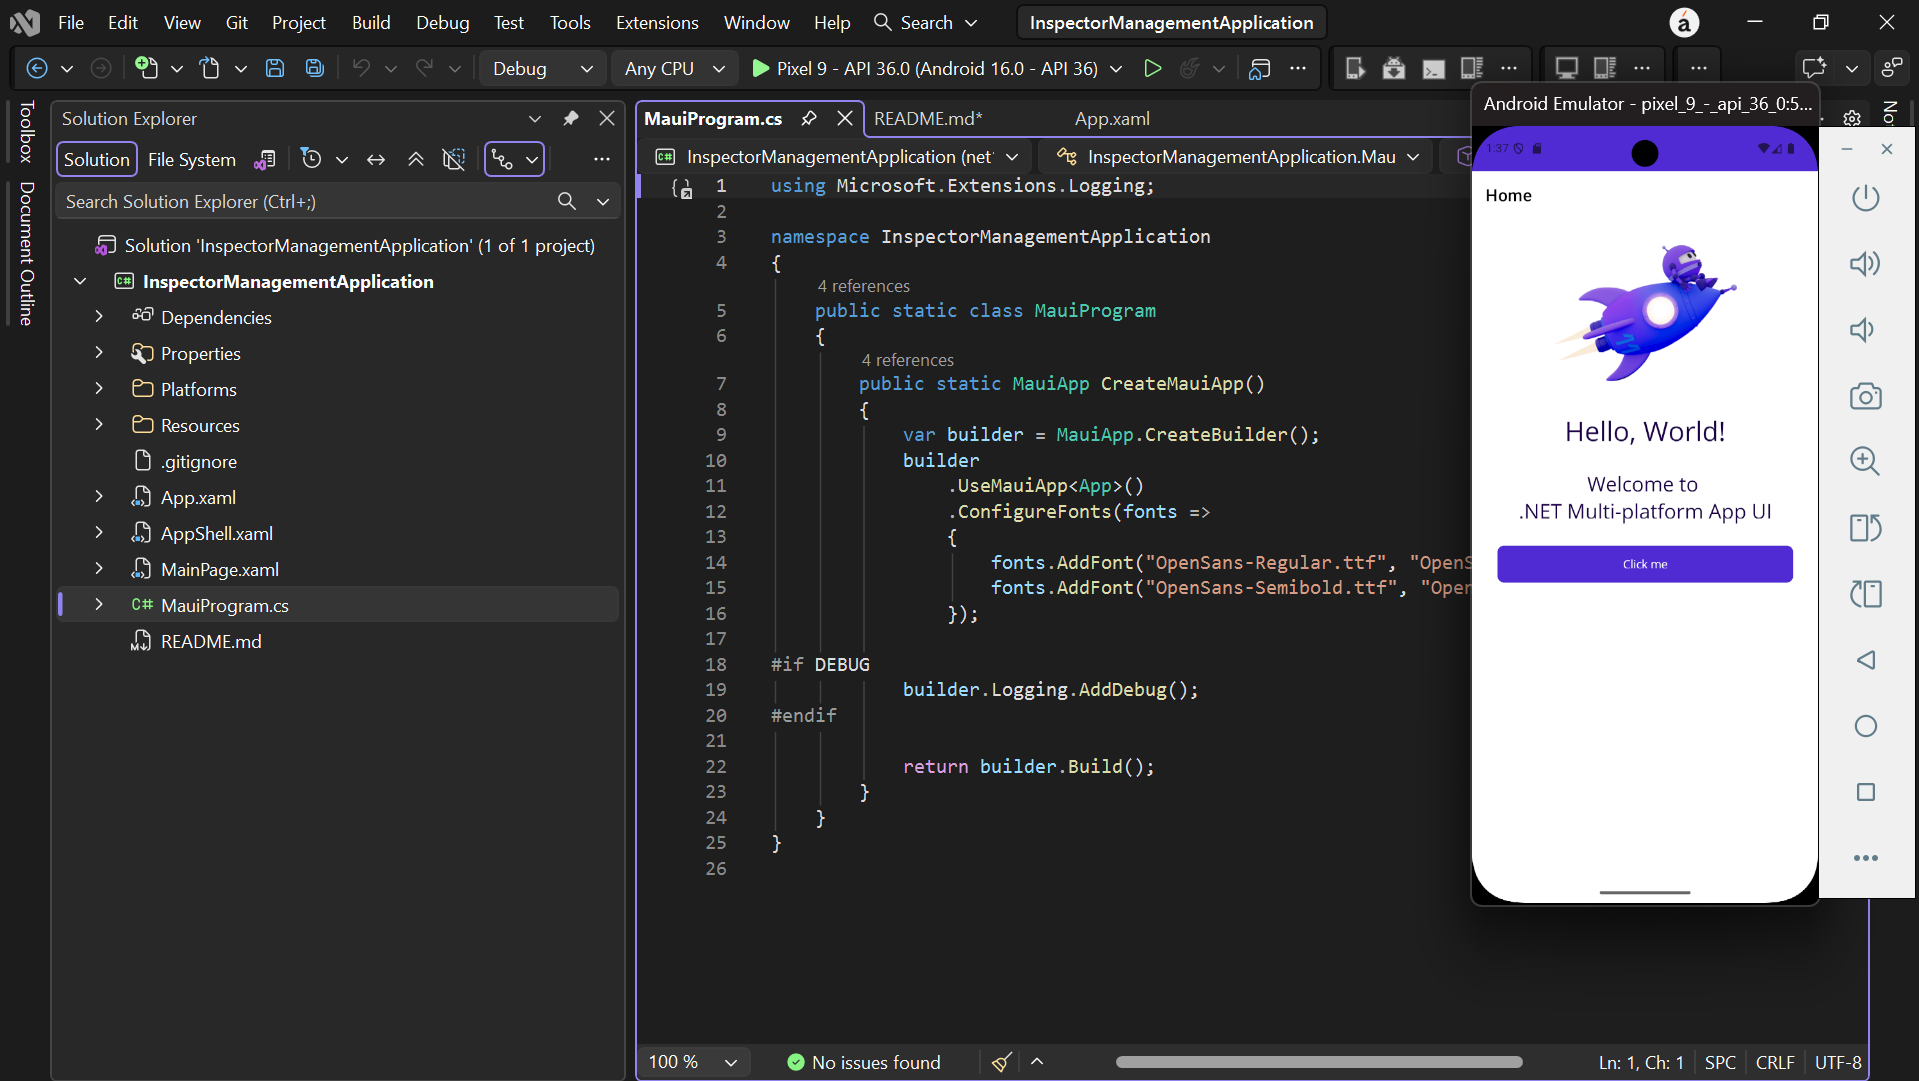 File Edit View Git Project Build Debug Test Tools Extensions Window Help Search InspectorManagementApplication á
Debug Any CPU Pixel 9 - API 36.0 (Android 16.0 - API 36)
Toolbox
Document Outline
Solution Explorer
Solution File System
Search Solution Explorer (Ctrl+;)
Solution 'InspectorManagementApplication' (1 of 1 project)
C# InspectorManagementApplication
Dependencies
Properties
Platforms
Resources
.gitignore
App.xaml
AppShell.xaml
MainPage.xaml
C# MauiProgram.cs
README.md
MauiProgram.cs README.md* App.xaml
C# InspectorManagementApplication (net InspectorManagementApplication.Mau
1 using Microsoft.Extensions.Logging;
2
3 namespace InspectorManagementApplication
4 {
4 references
5 public static class MauiProgram
6 {
4 references
7 public static MauiApp CreateMauiApp()
8 {
9 var builder = MauiApp.CreateBuilder();
10 builder
11 .UseMauiApp<App>()
12 .ConfigureFonts(fonts =>
13 {
14 fonts.AddFont("OpenSans-Regular.ttf", "OpenS
15 fonts.AddFont("OpenSans-Semibold.ttf", "Open
16 });
17
18 #if DEBUG
19 builder.Logging.AddDebug();
20 #endif
21
22 return builder.Build();
23 }
24 }
25 }
26
100 % No issues found Ln: 1, Ch: 1 SPC CRLF UTF-8
Android Emulator - pixel_9_-_api_36_0:5...
1:37
Home
Hello, World!
Welcome to
.NET Multi-platform App UI
Click me